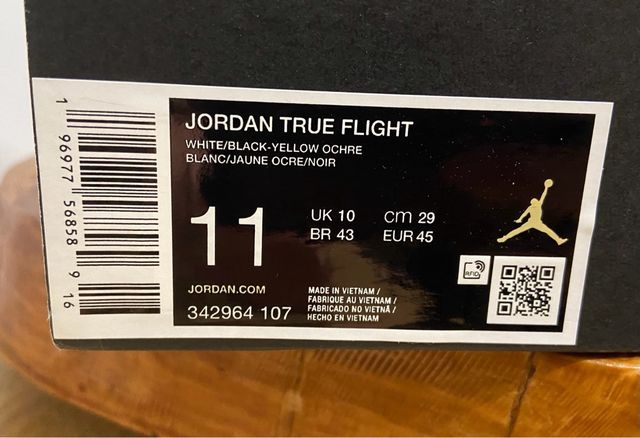 1 96977 56858 9 16
JORDAN TRUE FLIGHT
WHITE/BLACK-YELLOW OCHRE
BLANC/JAUNE OCRE/NOIR
11
UK 10 cm 29
BR 43 EUR 45
JORDAN.COM
342964 107
MADE IN VIETNAM /
FABRIQUE AU VIETNAM /
FABRICADO NO VIETNÃ /
HECHO EN VIETNAM
RFID